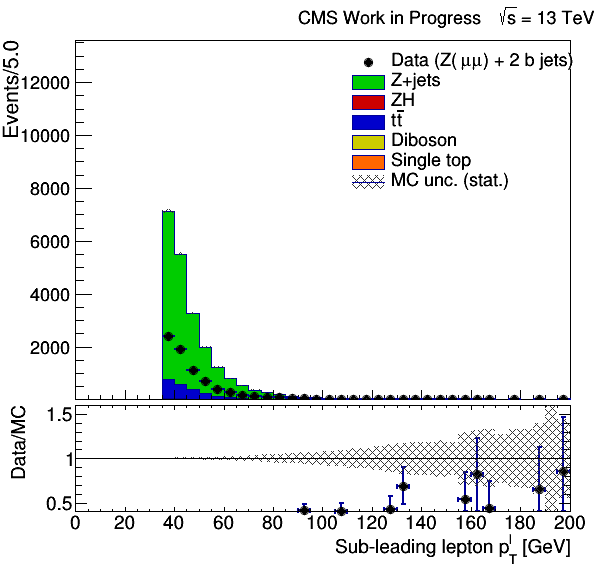 CMS Work in Progress √s = 13 TeV
Events/5.0
12000
10000
8000
6000
4000
2000
Data (Z(μμ) + 2 b jets)
Z+jets
ZH
tt̅
Diboson
Single top
MC unc. (stat.)
Data/MC
1.5
1
0.5
0 20 40 60 80 100 120 140 160 180 200
Sub-leading lepton p_T^l [GeV]